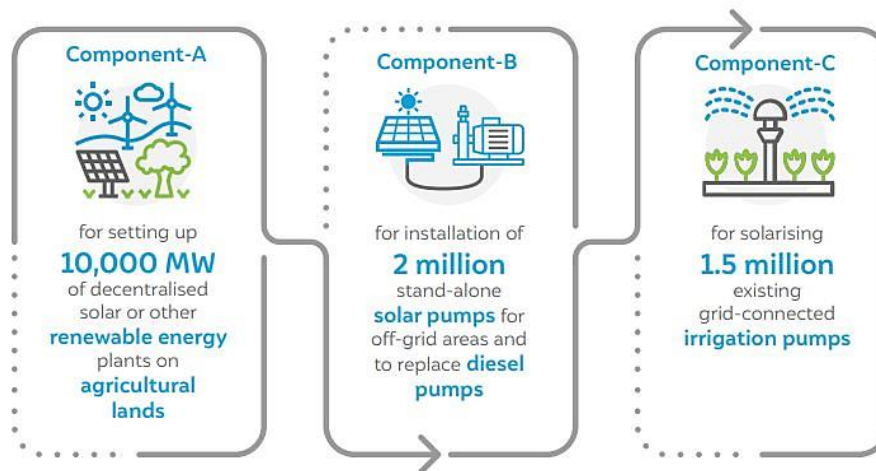 Component-A
for setting up
10,000 MW
of decentralised
solar or other
renewable energy
plants on
agricultural
lands
Component-B
for installation of
2 million
stand-alone
solar pumps for
off-grid areas and
to replace diesel
pumps
Component-C
for solarising
1.5 million
existing
grid-connected
irrigation pumps